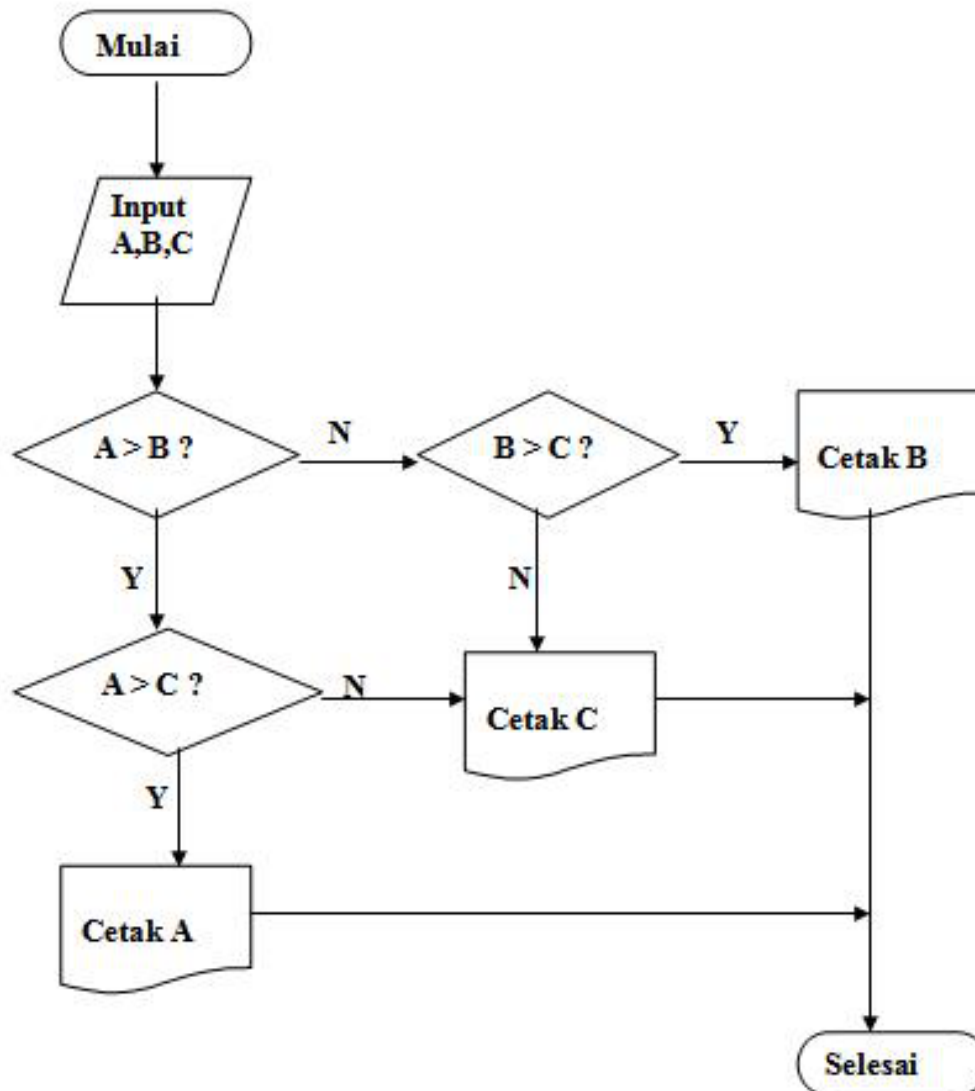 Mulai
Input
A,B,C
A > B ?
N
B > C ?
Y
Cetak B
Y
N
A > C ?
N
Cetak C
Y
Cetak A
Selesai